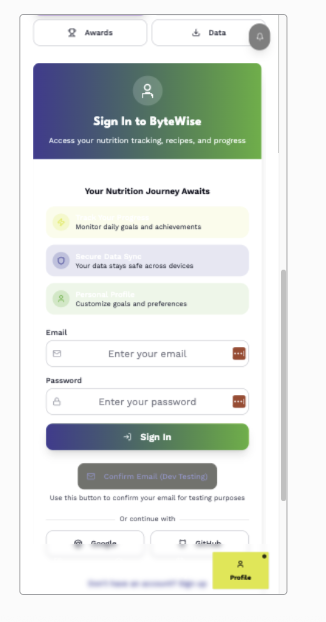 Awards
Data
Sign In to ByteWise
Access your nutrition tracking, recipes, and progress
Your Nutrition Journey Awaits
Monitor daily goals and achievements
Secure Data Sync
Your data stays safe across devices
Customize goals and preferences
Email
Enter your email
Password
Enter your password
Sign In
Confirm Email (Dev Testing)
Use this button to confirm your email for testing purposes
Or continue with
Google
GitHub
Don't have an account? Sign up
Profile